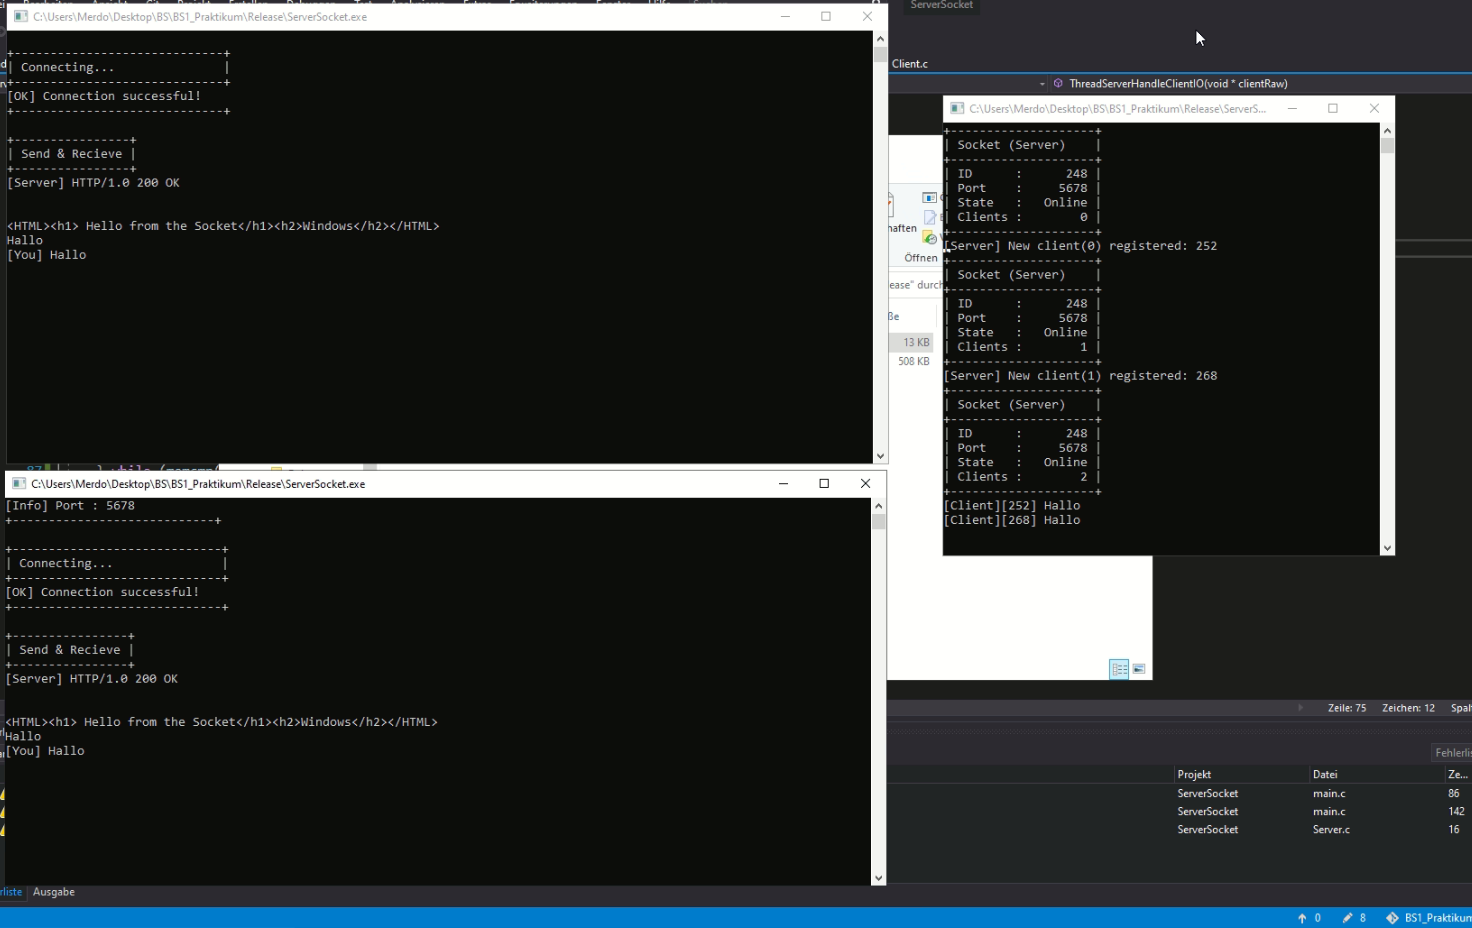 C:\Users\Merdo\Desktop\BS\BS1_Praktikum\Release\ServerSocket.exe
Connecting...
[OK] Connection successful!
Send & Recieve
[Server] HTTP/1.0 200 OK
<HTML><h1> Hello from the Socket</h1><h2>Windows</h2></HTML>
Hallo
[You] Hallo
C:\Users\Merdo\Desktop\BS\BS1_Praktikum\Release\ServerSocket.exe
[Info] Port : 5678
Connecting...
[OK] Connection successful!
Send & Recieve
[Server] HTTP/1.0 200 OK
<HTML><h1> Hello from the Socket</h1><h2>Windows</h2></HTML>
Hallo
[You] Hallo
Ausgabe
ServerSocket
Client.c
ThreadServerHandleClientIO(void * clientRaw)
C:\Users\Merdo\Desktop\BS\BS1_Praktikum\Release\ServerS...
Socket (Server)
ID : 248
Port : 5678
State : Online
Clients : 0
[Server] New client(0) registered: 252
Socket (Server)
ID : 248
Port : 5678
State : Online
Clients : 1
[Server] New client(1) registered: 268
Socket (Server)
ID : 248
Port : 5678
State : Online
Clients : 2
[Client][252] Hallo
[Client][268] Hallo
haften
Öffnen
ease" durch
ße
13 KB
508 KB
Zeile: 75 Zeichen: 12 Spal
Fehlerlis
Projekt Datei Ze...
ServerSocket main.c 86
ServerSocket main.c 142
ServerSocket Server.c 16
0 8 BS1_Praktikum